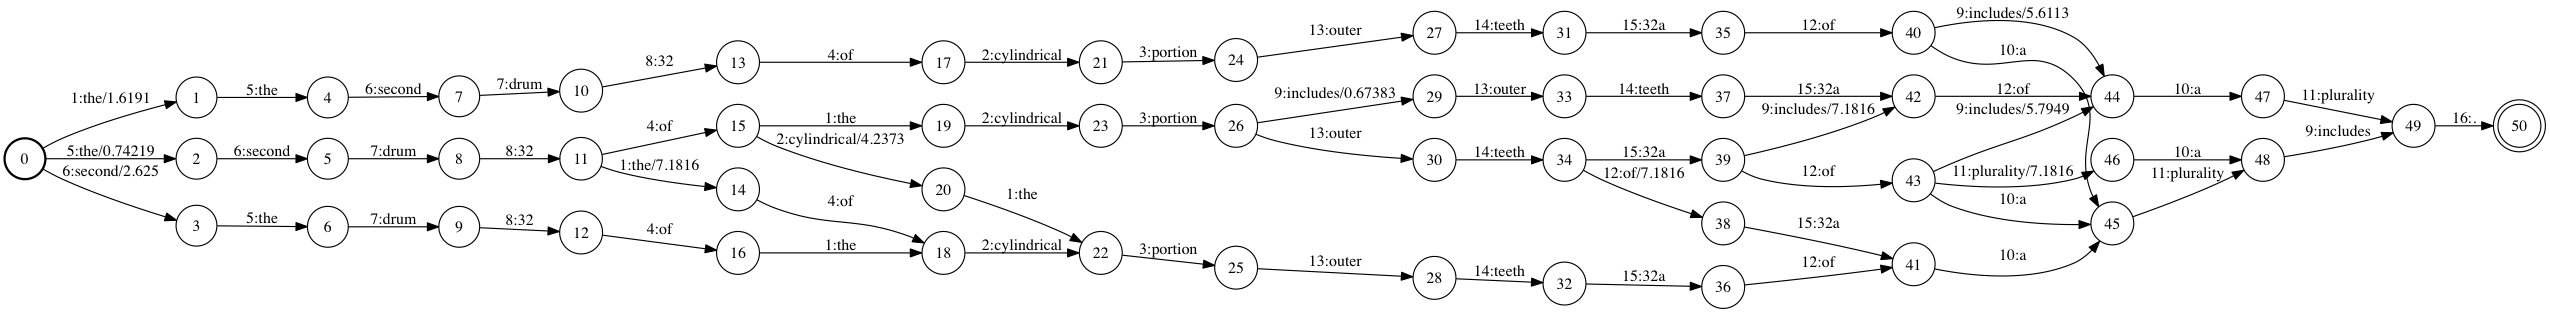 0
1:the/1.6191
5:the/0.74219
6:second/2.625
1
2
3
5:the
6:second
5:the
4
5
6
6:second
7:drum
7:drum
7
8
9
7:drum
8:32
8:32
10
11
12
8:32
4:of
1:the/7.1816
4:of
13
15
14
16
4:of
1:the
2:cylindrical/4.2373
4:of
1:the
17
19
20
18
2:cylindrical
2:cylindrical
1:the
2:cylindrical
21
23
22
3:portion
3:portion
3:portion
24
26
25
13:outer
9:includes/0.67383
13:outer
13:outer
27
29
30
28
14:teeth
13:outer
14:teeth
14:teeth
31
33
34
32
15:32a
14:teeth
15:32a
12:of/7.1816
15:32a
35
37
39
38
36
12:of
15:32a
9:includes/7.1816
12:of
15:32a
12:of
40
42
43
41
9:includes/5.6113
10:a
12:of
9:includes/5.7949
11:plurality/7.1816
10:a
10:a
44
46
45
10:a
10:a
11:plurality
47
48
11:plurality
9:includes
49
16:.
50